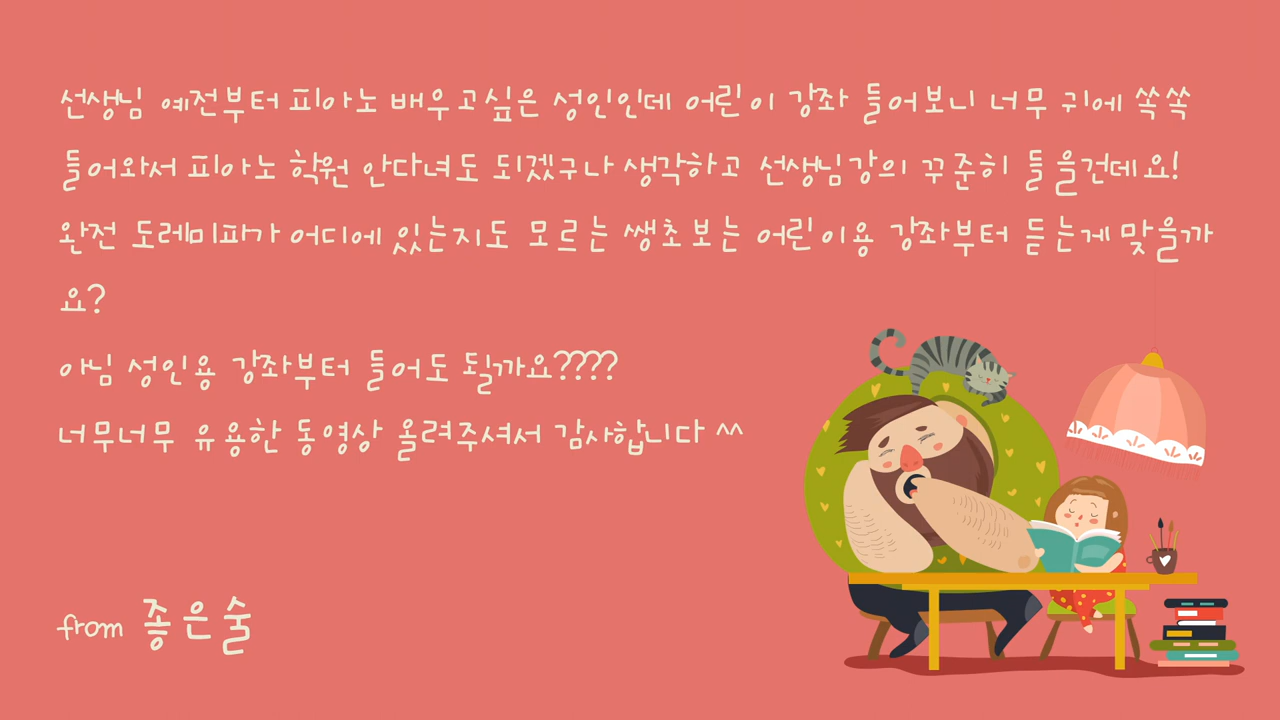 선생님 예전부터 피아노 배우고싶은 성인인데 어린이 강좌 들어보니 너무 귀에 쏙쏙
들어와서 피아노 학원 안다녀도 되겠구나 생각하고 선생님강의 꾸준히 들을건데요!
완전 도레미파가 어디에 있는지도 모르는 쌩초보는 어린이용 강좌부터 듣는게 맞을까
요?
아님 성인용 강좌부터 들어도 될까요????
너무너무 유용한 동영상 올려주셔서 감사합니다 ^^
from 좋은술